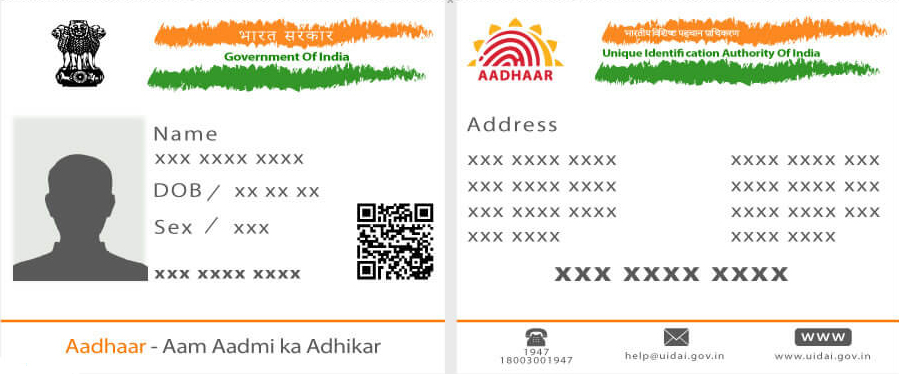 भारत सरकार
Government Of India
Name
xxx xxxx xxxx
DOB / xx xx xx
Sex / xxx
xxx xxxx xxxx
Aadhaar - Aam Aadmi ka Adhikar
भारतीय विशिष्ट पहचान प्राधिकरण
Unique Identification Authority Of India
AADHAAR
Address
xxx xxxx xxxx xxxx xxxx xxx
xxx xxxx xxxx xxxx xxxx xxx
xxx xxxx xxxx xxxx xxxx xxx
xxx xxxx xxxx xxxx
xxx xxxx xxxx
WWW
1947
18003001947
help@uidai.gov.in
www.uidai.gov.in